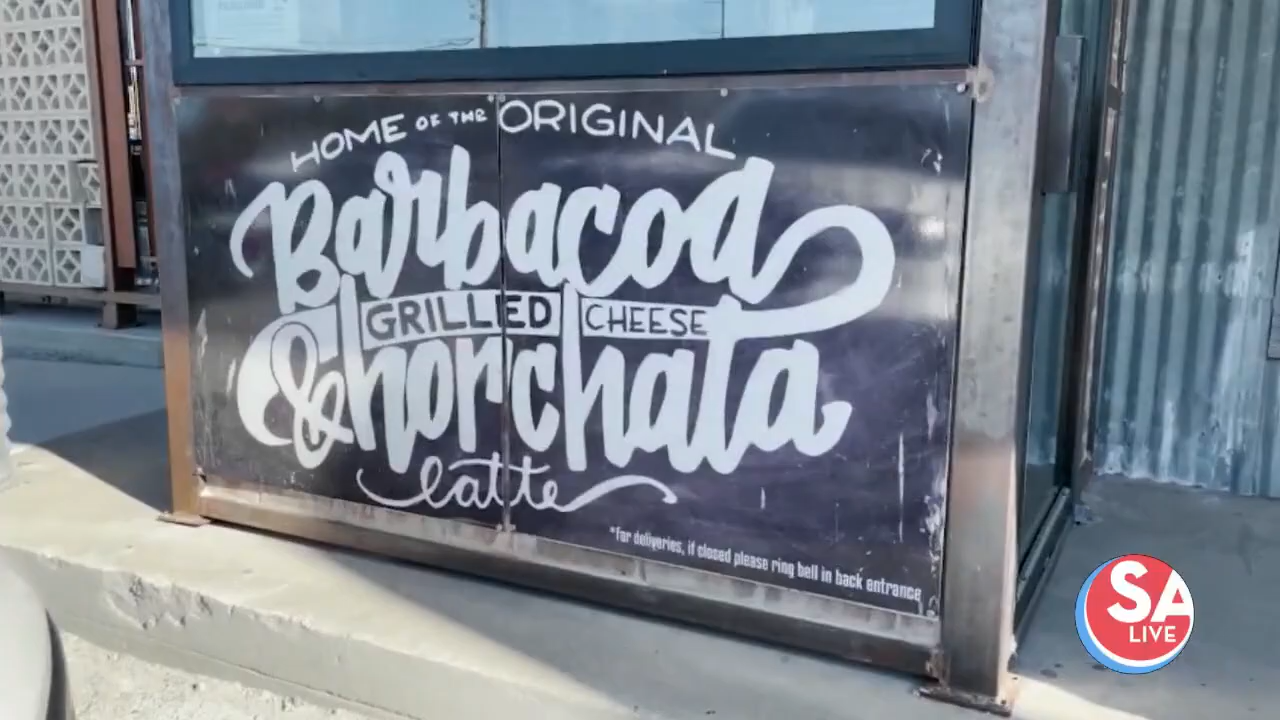 HOME OF THE ORIGINAL
Barbacoa
GRILLED CHEESE
& horchata
latte
*for deliveries, if closed please ring bell in back entrance
SA
LIVE